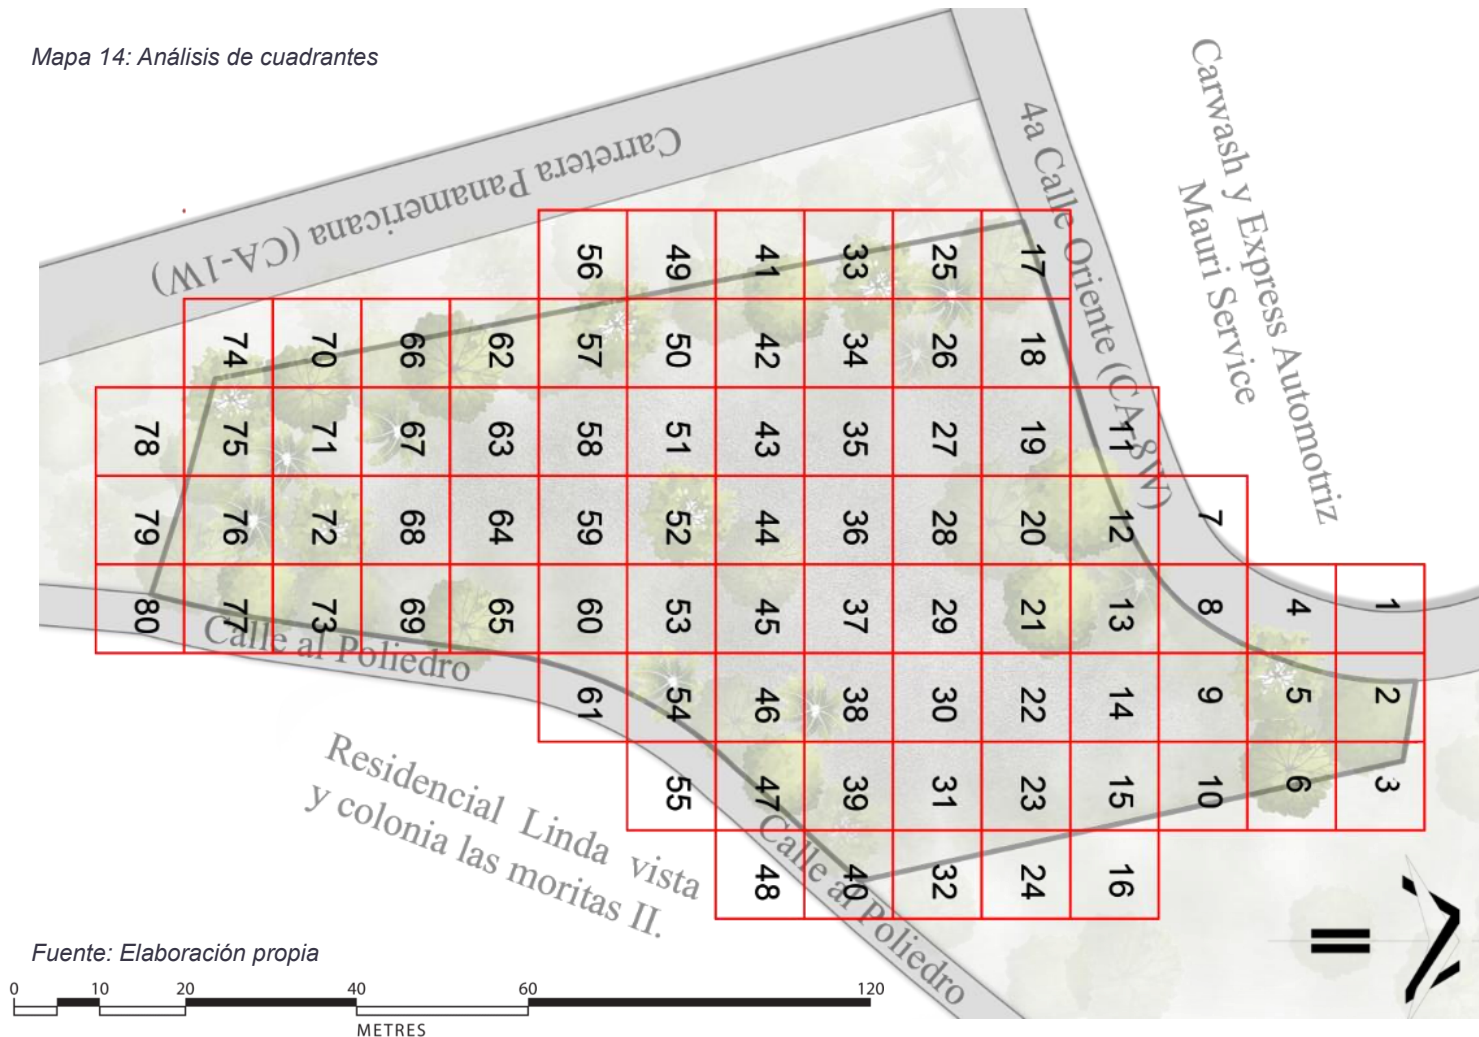 Mapa 14: Análisis de cuadrantes
Carretera Panamericana (CA-1W)
4a Calle Oriente (CA-8W)
Carwash y Express Automotriz
Mauri Service
56 49 41 33 25 17
74 70 66 62 57 50 42 34 26 18
78 75 71 67 63 58 51 43 35 27 19 11
79 76 72 68 64 59 52 44 36 28 20 12 7
80 77 73 69 65 60 53 45 37 29 21 13 8 4 1
61 54 46 38 30 22 14 9 5 2
55 47 39 31 23 15 10 6 3
48 40 32 24 16
Calle al Poliedro
Calle al Poliedro
Residencial Linda vista
y colonia las moritas II.
Fuente: Elaboración propia
0 10 20 40 60 120
METRES